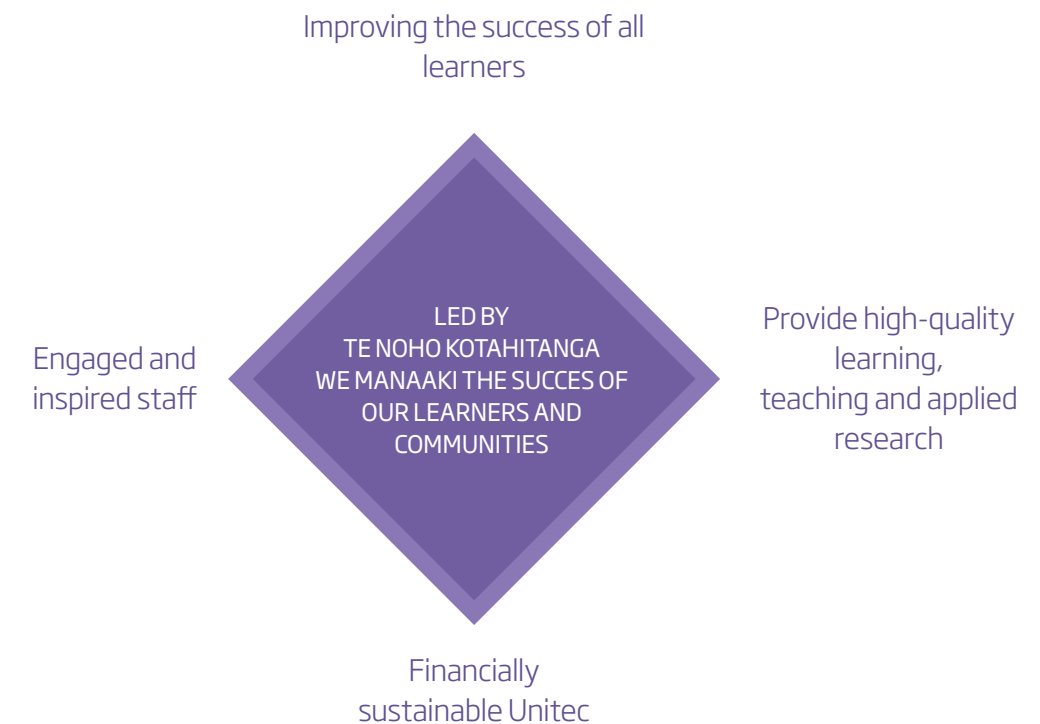 Improving the success of all
learners
Engaged and
inspired staff
LED BY
TE NOHO KOTAHITANGA
WE MANAAKI THE SUCCES OF
OUR LEARNERS AND
COMMUNITIES
Provide high-quality
learning,
teaching and applied
research
Financially
sustainable Unitec